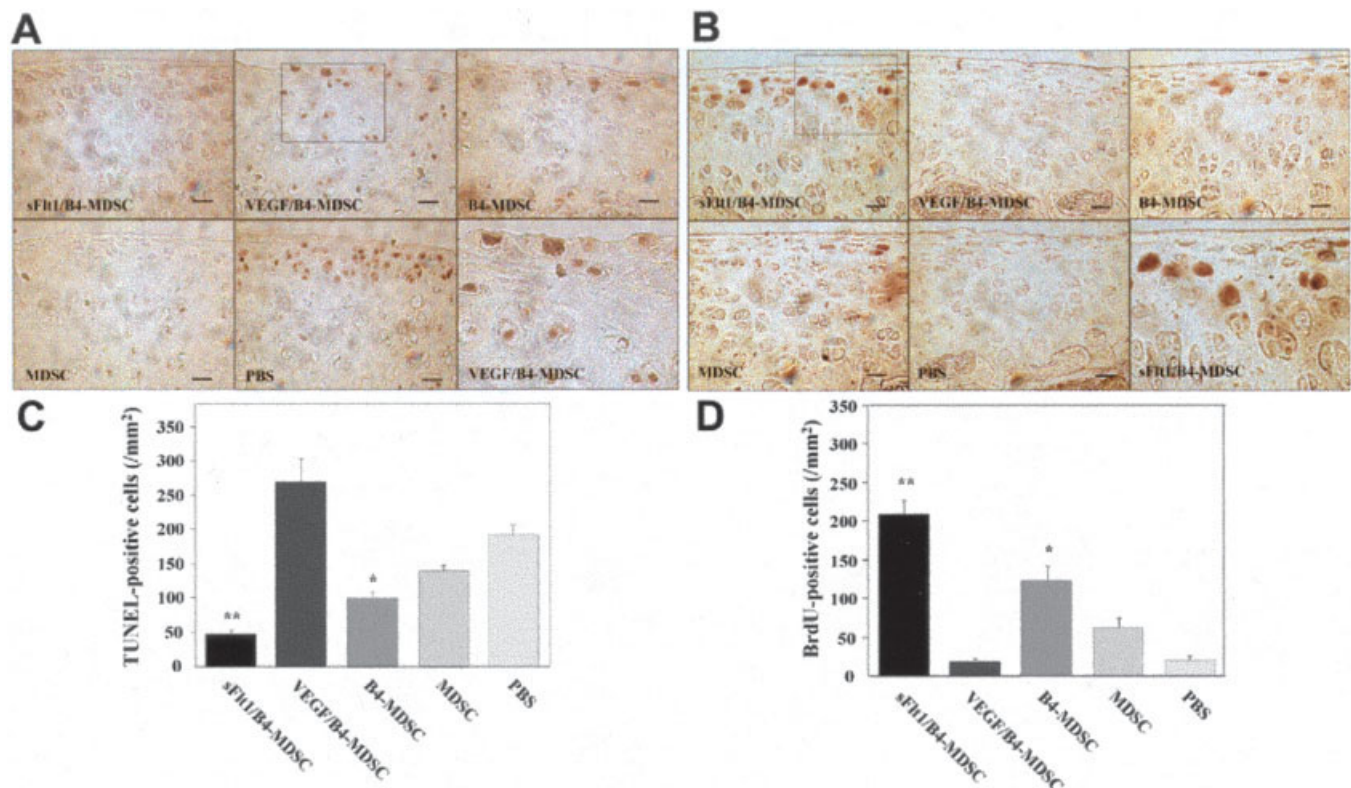 A
B
sFlt1/B4-MDSC
VEGF/B4-MDSC
B4-MDSC
sFlt1/B4-MDSC
VEGF/B4-MDSC
B4-MDSC
MDSC
PBS
VEGF/B4-MDSC
MDSC
PBS
sFlt1/B4-MDSC
C
TUNEL-positive cells (/mm²)
350
300
250
200
150
100
50
0
**
*
sFlt1/B4-MDSC
VEGF/B4-MDSC
B4-MDSC
MDSC
PBS
D
BrdU-positive cells (/mm²)
350
300
250
200
150
100
50
0
**
*
sFlt1/B4-MDSC
VEGF/B4-MDSC
B4-MDSC
MDSC
PBS